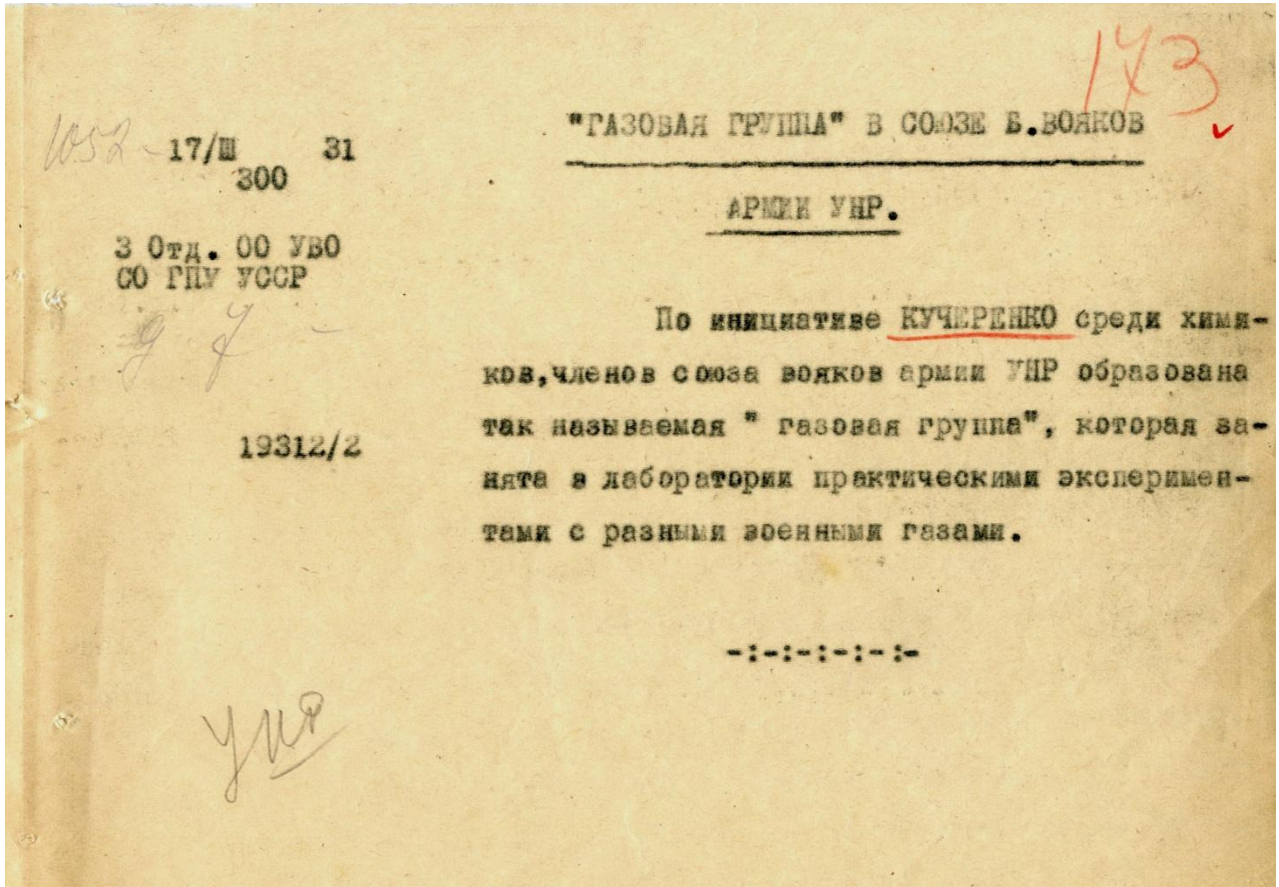 173
"ГАЗОВАЯ ГРУППА" В СОЮЗЕ Б.ВОЯКОВ
АРМИИ УНР.
1052 - 17/III 31
300
3 Отд. ОО УВО
СО ГПУ УССР
19312/2
По инициативе КУЧЕРЕНКО среди хими-
ков,членов союза вояков армии УНР образована
так называемая " газовая группа", которая за-
нята в лаборатории практическими эксперимен-
тами с разными военными газами.
-:-:-:-:-:-
УНР